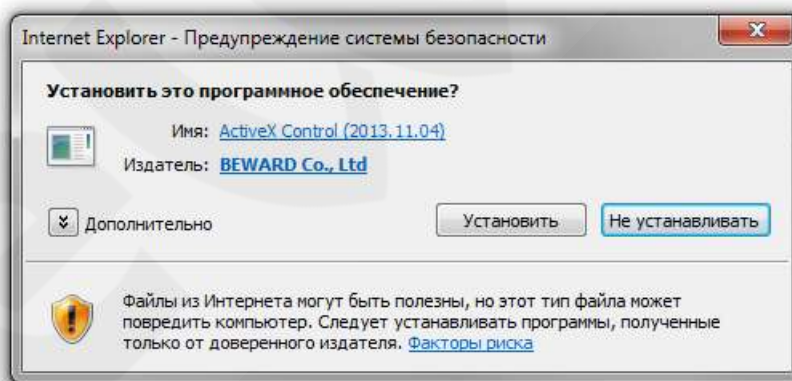 Internet Explorer - Предупреждение системы безопасности
Установить это программное обеспечение?
Имя: ActiveX Control (2013.11.04)
Издатель: BEWARD Co., Ltd
Дополнительно
Установить
Не устанавливать
Файлы из Интернета могут быть полезны, но этот тип файла может
повредить компьютер. Следует устанавливать программы, полученные
только от доверенного издателя. Факторы риска